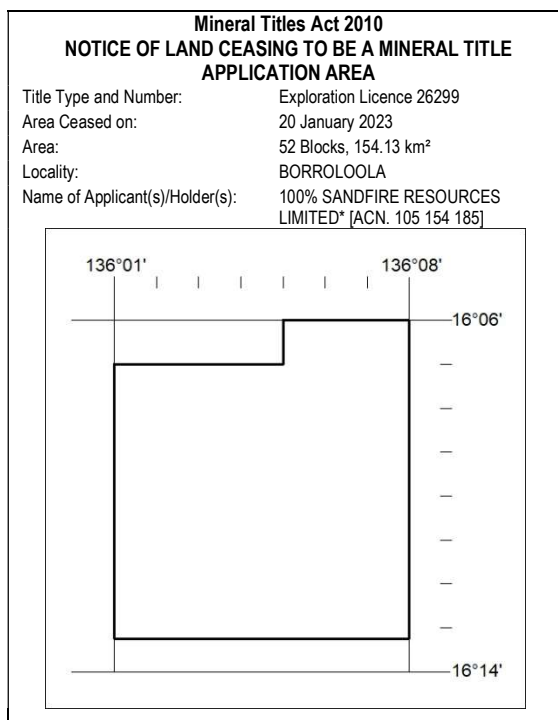 Mineral Titles Act 2010
NOTICE OF LAND CEASING TO BE A MINERAL TITLE
APPLICATION AREA
Title Type and Number: Exploration Licence 26299
Area Ceased on: 20 January 2023
Area: 52 Blocks, 154.13 km²
Locality: BORROLOOLA
Name of Applicant(s)/Holder(s): 100% SANDFIRE RESOURCES
LIMITED* [ACN. 105 154 185]
136°01' 136°08'
16°06'
16°14'